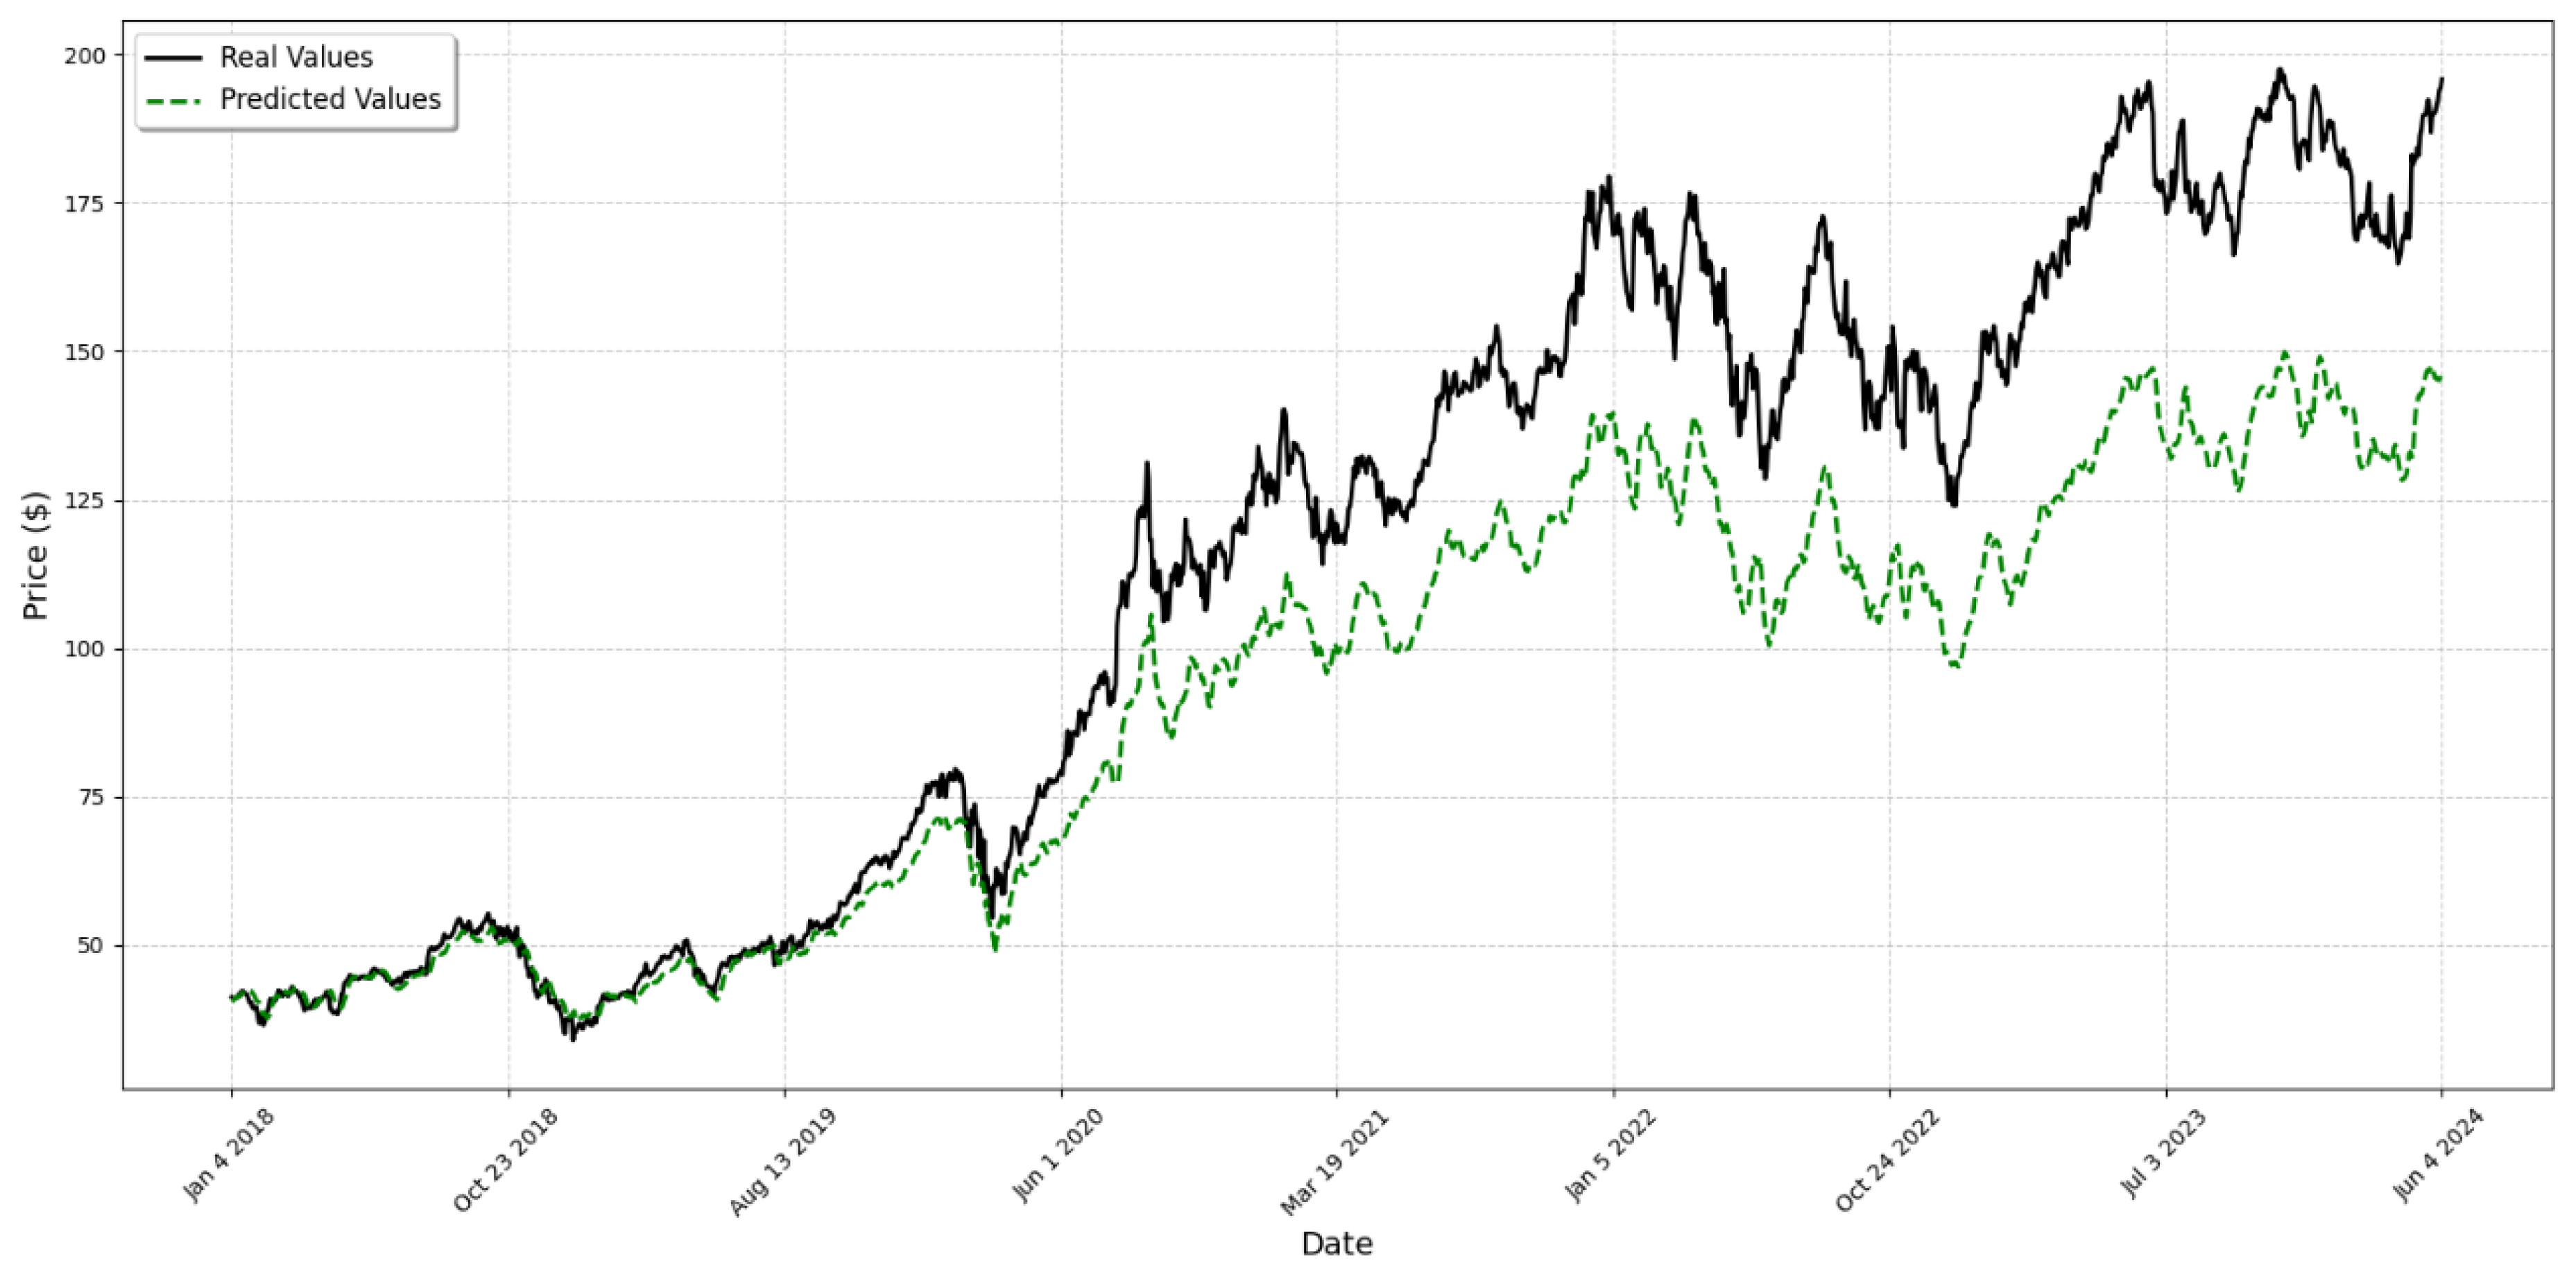 Real Values
Predicted Values
200
175
150
125
100
75
50
Price ($)
Jan 4 2018
Oct 23 2018
Aug 13 2019
Jun 1 2020
Mar 19 2021
Jan 5 2022
Oct 24 2022
Jul 3 2023
Jun 4 2024
Date